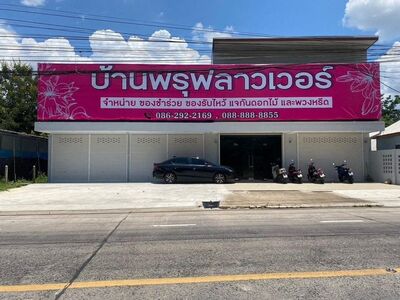 บ้านพรุฟลาวเวอร์
จำหน่าย ของชำร่วย ของรับไหว้ แจกันดอกไม้ และพวงหรีด
086-292-2169 , 088-888-8855